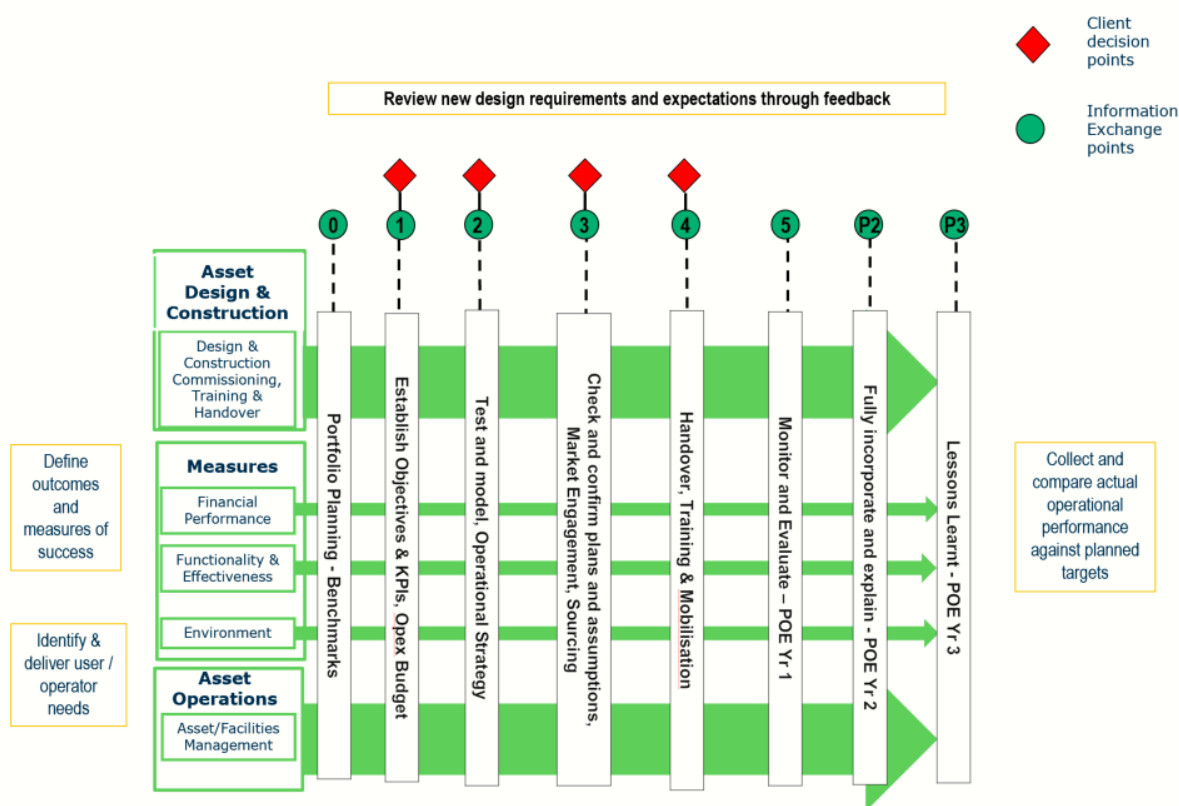 Client
decision
points
Information
Exchange
points
Review new design requirements and expectations through feedback
0
1
2
3
4
5
P2
P3
Asset
Design &
Construction
Design &
Construction
Commissioning,
Training &
Handover
Measures
Financial
Performance
Functionality &
Effectiveness
Environment
Asset
Operations
Asset/Facilities
Management
Define
outcomes
and
measures of
success
Identify &
deliver user /
operator
needs
Portfolio Planning - Benchmarks
Establish Objectives & KPIs, Opex Budget
Test and model, Operational Strategy
Check and confirm plans and assumptions,
Market Engagement, Sourcing
Handover, Training & Mobilisation
Monitor and Evaluate – POE Yr 1
Fully incorporate and explain - POE Yr 2
Lessons Learnt - POE Yr 3
Collect and
compare actual
operational
performance
against planned
targets